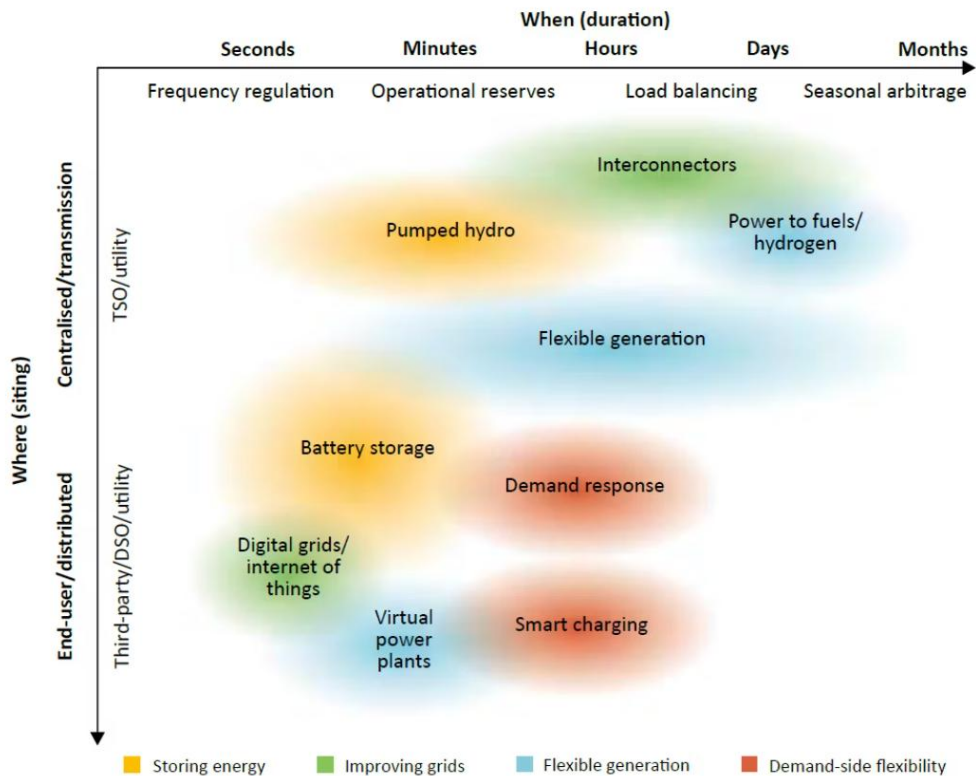 When (duration)
Seconds Minutes Hours Days Months
Frequency regulation Operational reserves Load balancing Seasonal arbitrage
Where (siting)
Centralised/transmission
TSO/utility
End-user/distributed
Third-party/DSO/utility
Interconnectors
Pumped hydro
Power to fuels/
hydrogen
Flexible generation
Battery storage
Demand response
Digital grids/
internet of
things
Virtual
power
plants
Smart charging
Storing energy Improving grids Flexible generation Demand-side flexibility